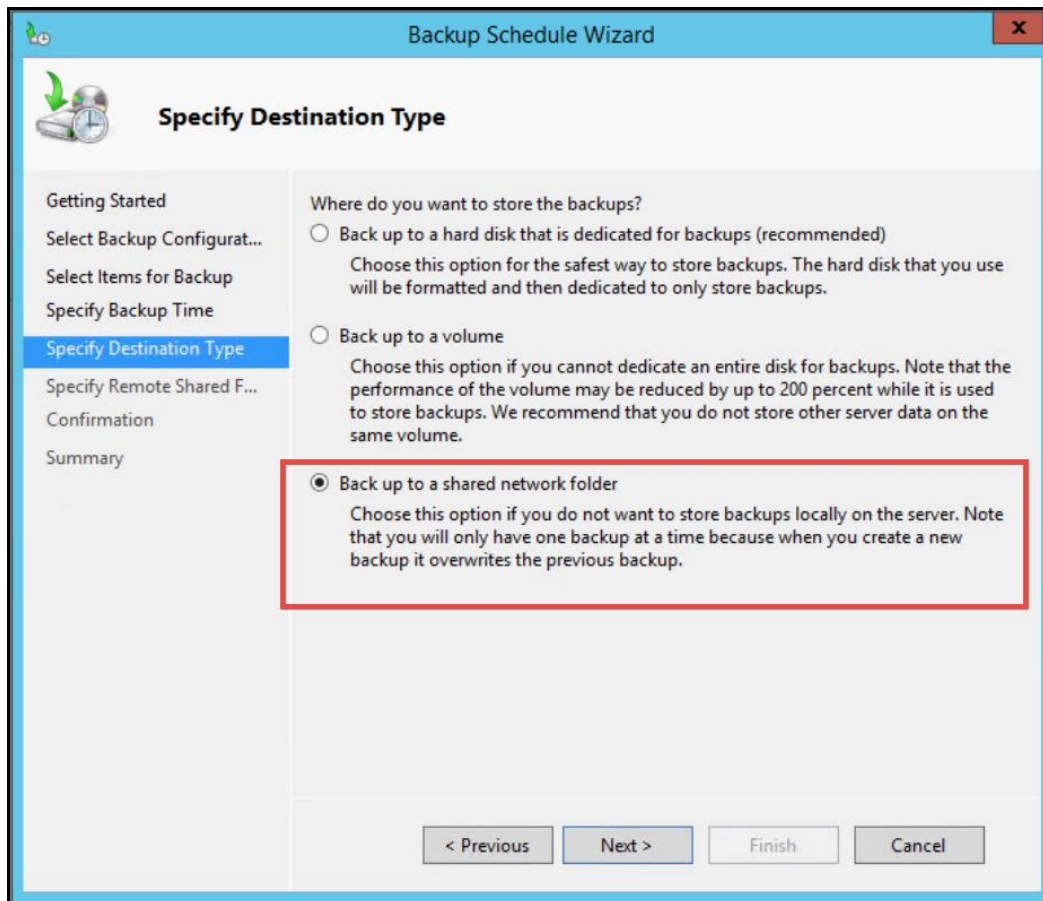 Backup Schedule Wizard
x
Specify Destination Type
Getting Started
Select Backup Configurat...
Select Items for Backup
Specify Backup Time
Specify Destination Type
Specify Remote Shared F...
Confirmation
Summary
Where do you want to store the backups?
Back up to a hard disk that is dedicated for backups (recommended)
Choose this option for the safest way to store backups. The hard disk that you use
will be formatted and then dedicated to only store backups.
Back up to a volume
Choose this option if you cannot dedicate an entire disk for backups. Note that the
performance of the volume may be reduced by up to 200 percent while it is used
to store backups. We recommend that you do not store other server data on the
same volume.
Back up to a shared network folder
Choose this option if you do not want to store backups locally on the server. Note
that you will only have one backup at a time because when you create a new
backup it overwrites the previous backup.
< Previous
Next >
Finish
Cancel